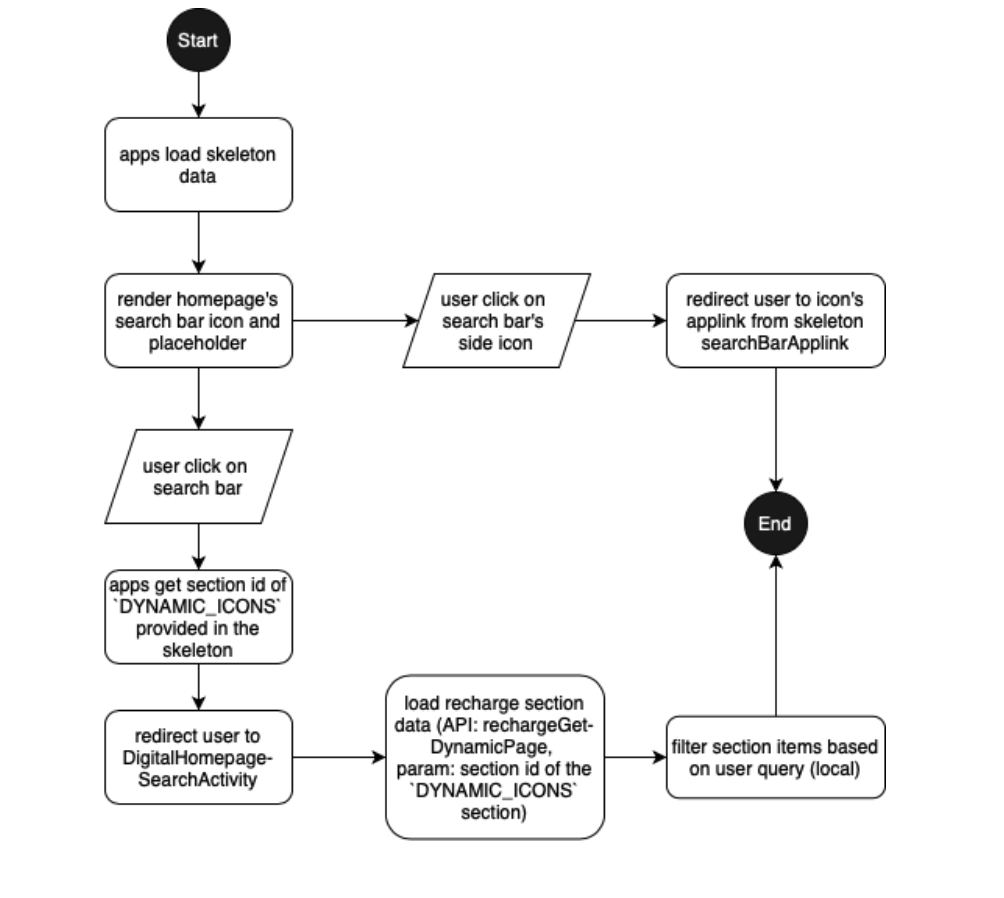 Start
apps load skeleton
data
render homepage's
search bar icon and
placeholder
user click on
search bar's
side icon
redirect user to icon's
applink from skeleton
searchBarApplink
user click on
search bar
End
apps get section id of
`DYNAMIC_ICONS`
provided in the
skeleton
redirect user to
DigitalHomepage-
SearchActivity
load recharge section
data (API: rechargeGet-
DynamicPage,
param: section id of the
`DYNAMIC_ICONS`
section)
filter section items based
on user query (local)